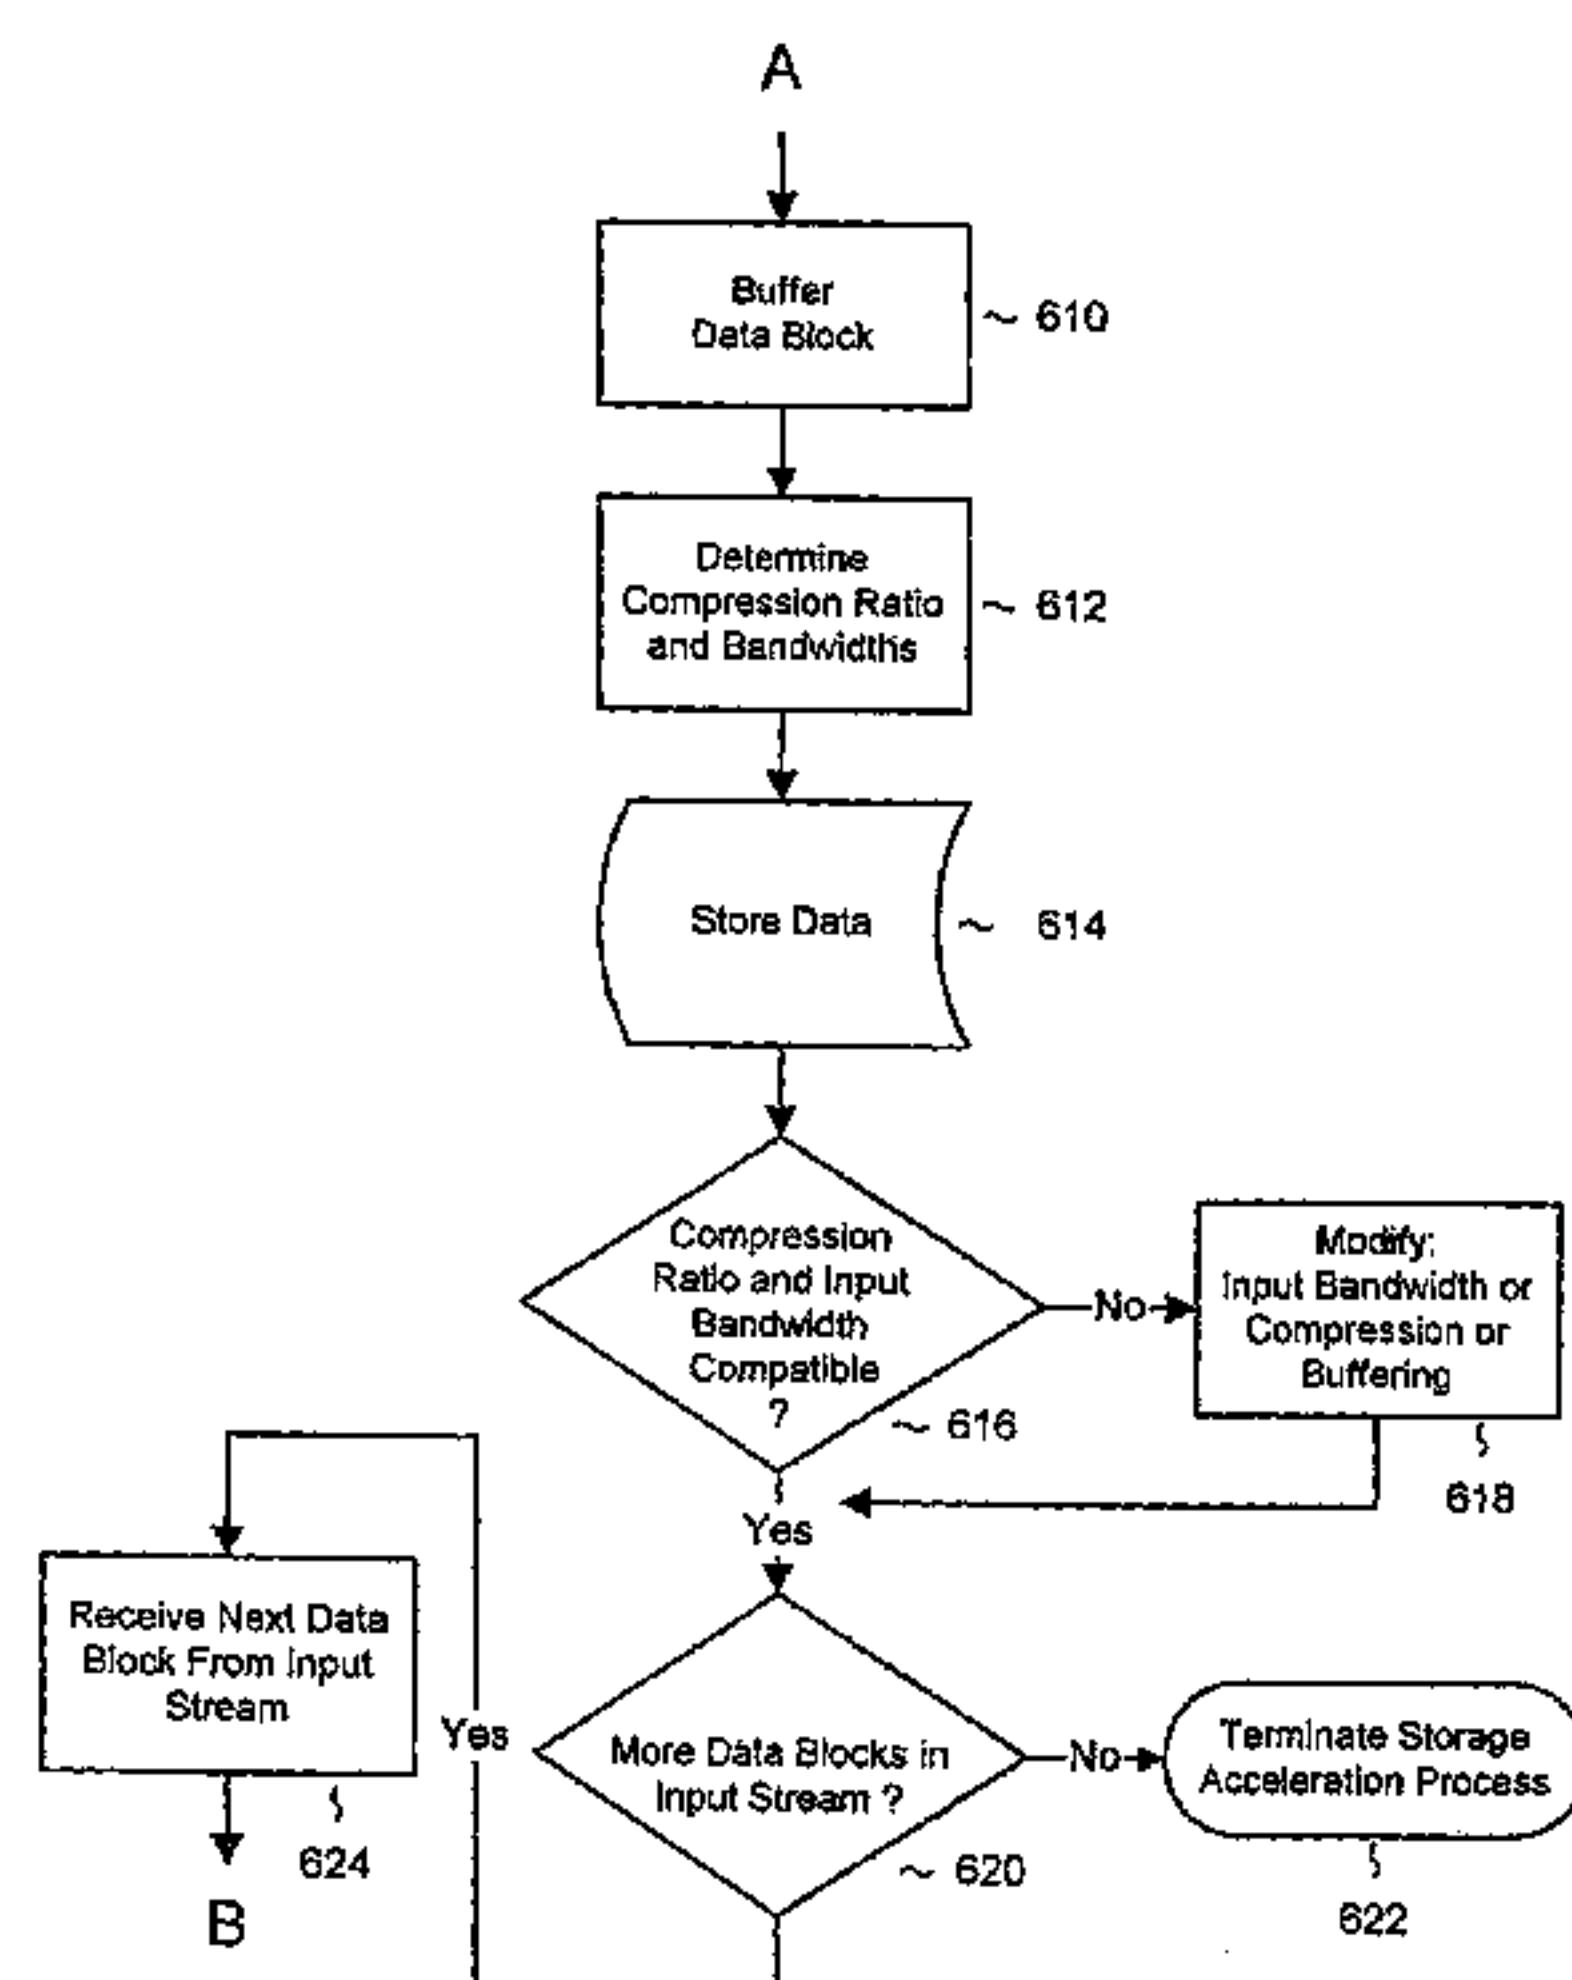 A
Buffer
Data Block
~ 610
Determine
Compression Ratio
and Bandwidths
~ 612
Store Data
~ 614
Compression
Ratio and Input
Bandwidth
Compatible
?
~ 616
No
Modify:
Input Bandwidth or
Compression or
Buffering
618
Yes
Receive Next Data
Block From Input
Stream
624
B
Yes
More Data Blocks in
Input Stream ?
~ 620
No
Terminate Storage
Acceleration Process
622